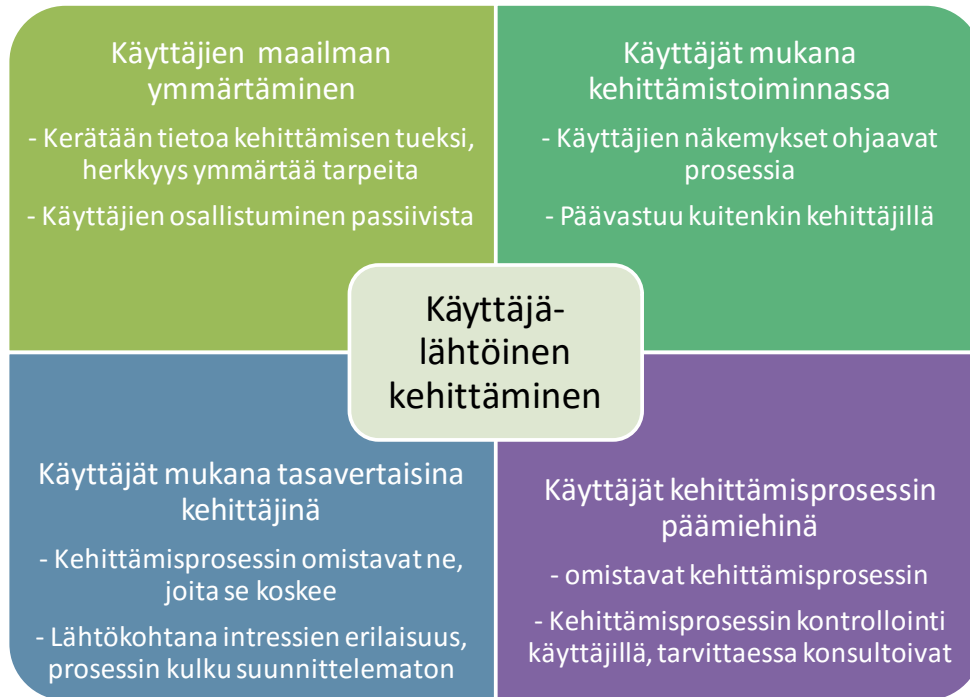 Käyttäjien maailman
ymmärtäminen
- Kerätään tietoa kehittämisen tueksi,
herkkyys ymmärtää tarpeita
- Käyttäjien osallistuminen passiivista
Käyttäjät mukana
kehittämistoiminnassa
- Käyttäjien näkemykset ohjaavat
prosessia
- Päävastuu kuitenkin kehittäjillä
Käyttäjä-
lähtöinen
kehittäminen
Käyttäjät mukana tasavertaisina
kehittäjinä
- Kehittämisprosessin omistavat ne,
joita se koskee
- Lähtökohtana intressien erilaisuus,
prosessin kulku suunnittelematon
Käyttäjät kehittämisprosessin
päämiehinä
- omistavat kehittämisprosessin
- Kehittämisprosessin kontrollointi
käyttäjillä, tarvittaessa konsultoivat